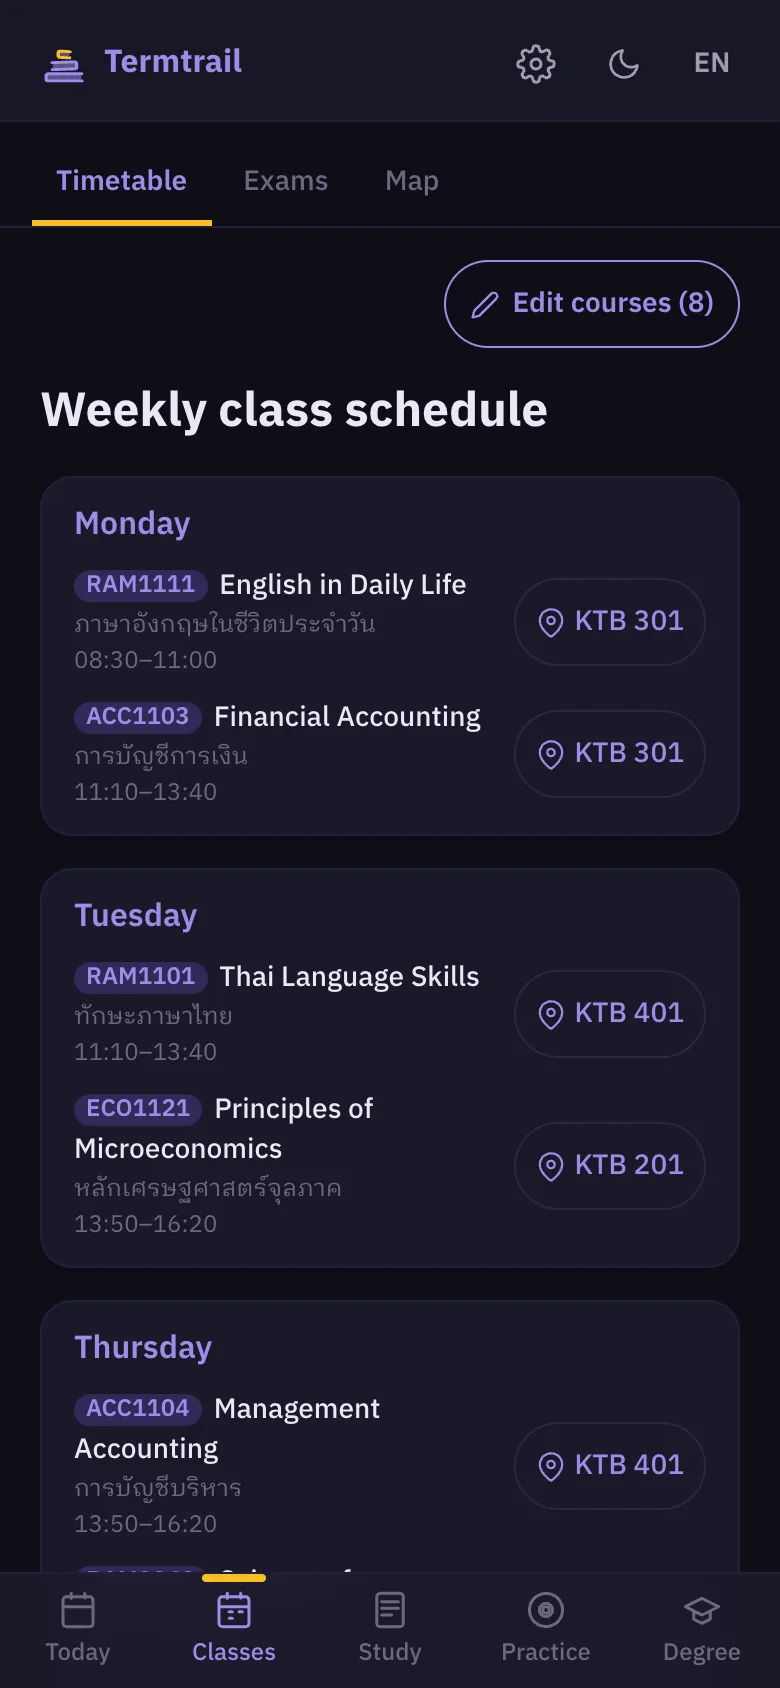 Termtrail
EN
Timetable
Exams
Map
Edit courses (8)
Weekly class schedule
Monday
RAM1111 English in Daily Life
ภาษาอังกฤษในชีวิตประจำวัน
08:30–11:00
KTB 301
ACC1103 Financial Accounting
การบัญชีการเงิน
11:10–13:40
KTB 301
Tuesday
RAM1101 Thai Language Skills
ทักษะภาษาไทย
11:10–13:40
KTB 401
ECO1121 Principles of
Microeconomics
หลักเศรษฐศาสตร์จุลภาค
13:50–16:20
KTB 201
Thursday
ACC1104 Management
Accounting
การบัญชีบริหาร
13:50–16:20
KTB 401
Today
Classes
Study
Practice
Degree